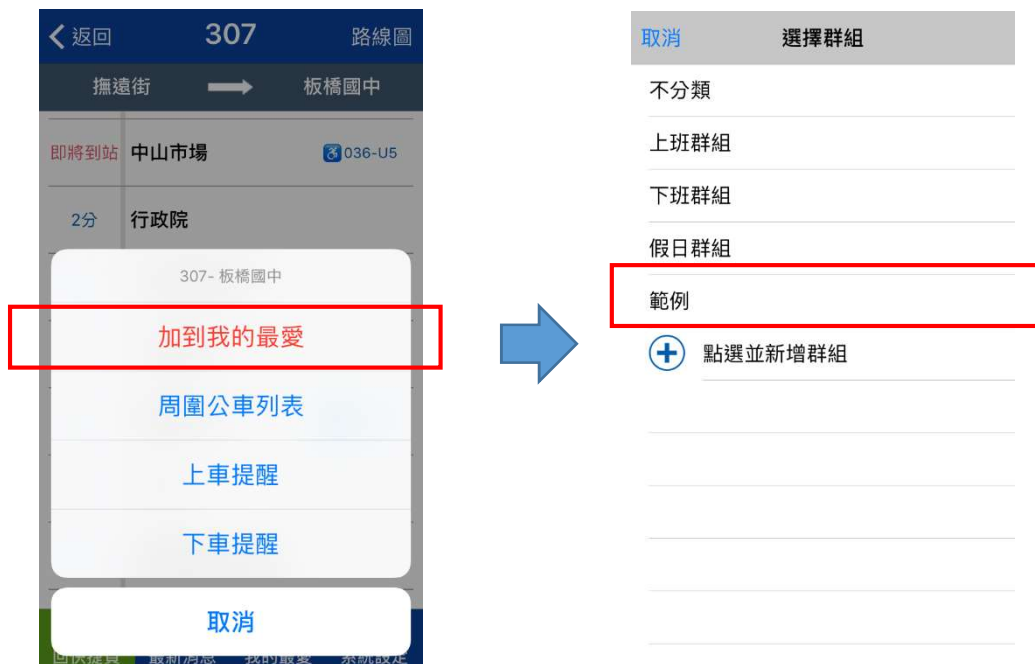 返回 307 路線圖
撫遠街 板橋國中
即將到站 中山市場 036-U5
2分 行政院
307- 板橋國中
加到我的最愛
周圍公車列表
上車提醒
下車提醒
取消
最新消息 我的最愛 系統設定
取消 選擇群組
不分類
上班群組
下班群組
假日群組
範例
點選並新增群組